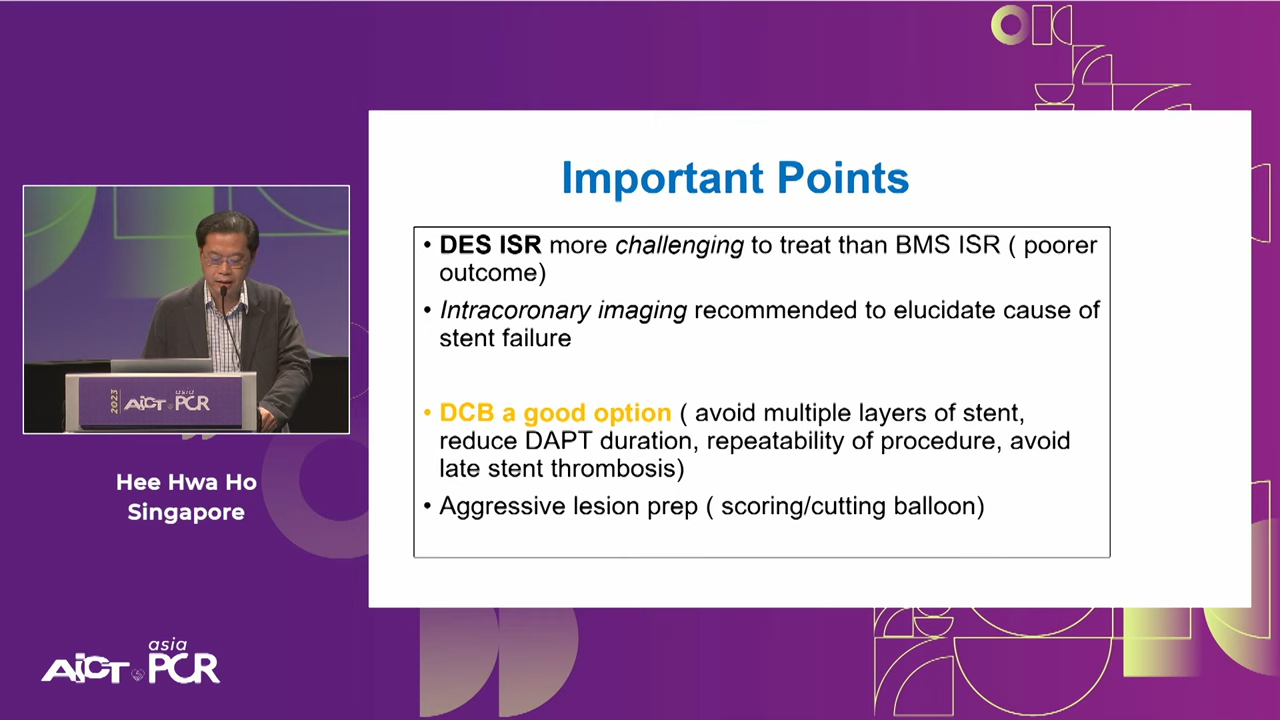 Important Points
• DES ISR more challenging to treat than BMS ISR ( poorer
outcome)
• Intracoronary imaging recommended to elucidate cause of
stent failure
• DCB a good option ( avoid multiple layers of stent,
reduce DAPT duration, repeatability of procedure, avoid
late stent thrombosis)
• Aggressive lesion prep ( scoring/cutting balloon)
2023 AICT asia PCR
Hee Hwa Ho
Singapore
AICT asia PCR